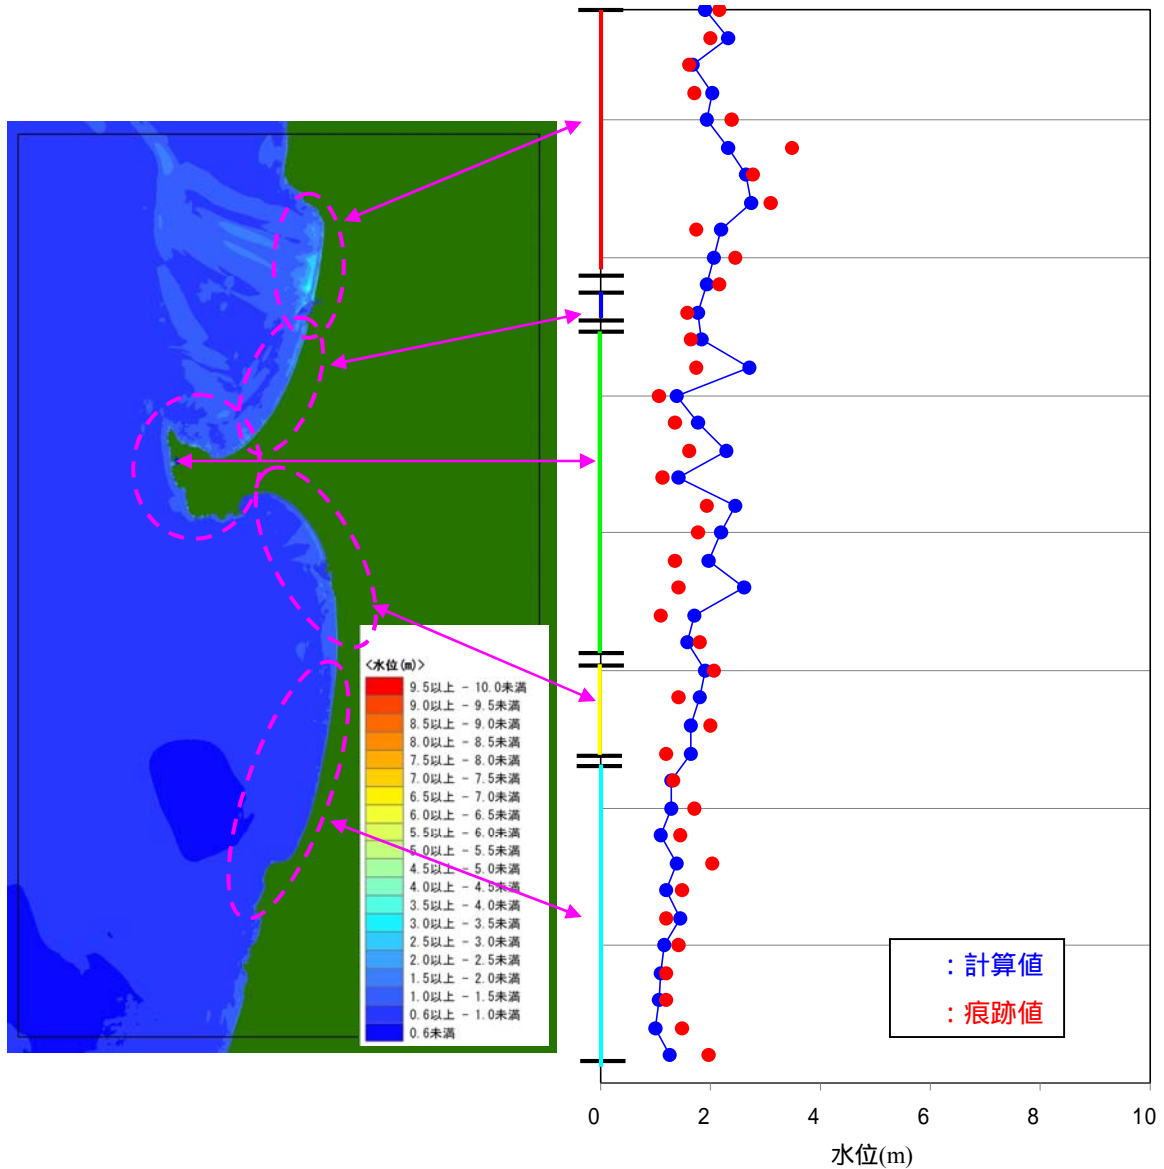 <水位(m)>
9.5以上 - 10.0未満
9.0以上 - 9.5未満
8.5以上 - 9.0未満
8.0以上 - 8.5未満
7.5以上 - 8.0未満
7.0以上 - 7.5未満
6.5以上 - 7.0未満
6.0以上 - 6.5未満
5.5以上 - 6.0未満
5.0以上 - 5.5未満
4.5以上 - 5.0未満
4.0以上 - 4.5未満
3.5以上 - 4.0未満
3.0以上 - 3.5未満
2.5以上 - 3.0未満
2.0以上 - 2.5未満
1.5以上 - 2.0未満
1.0以上 - 1.5未満
0.6以上 - 1.0未満
0.6未満
: 計算値
: 痕跡値
0 2 4 6 8 10
水位(m)